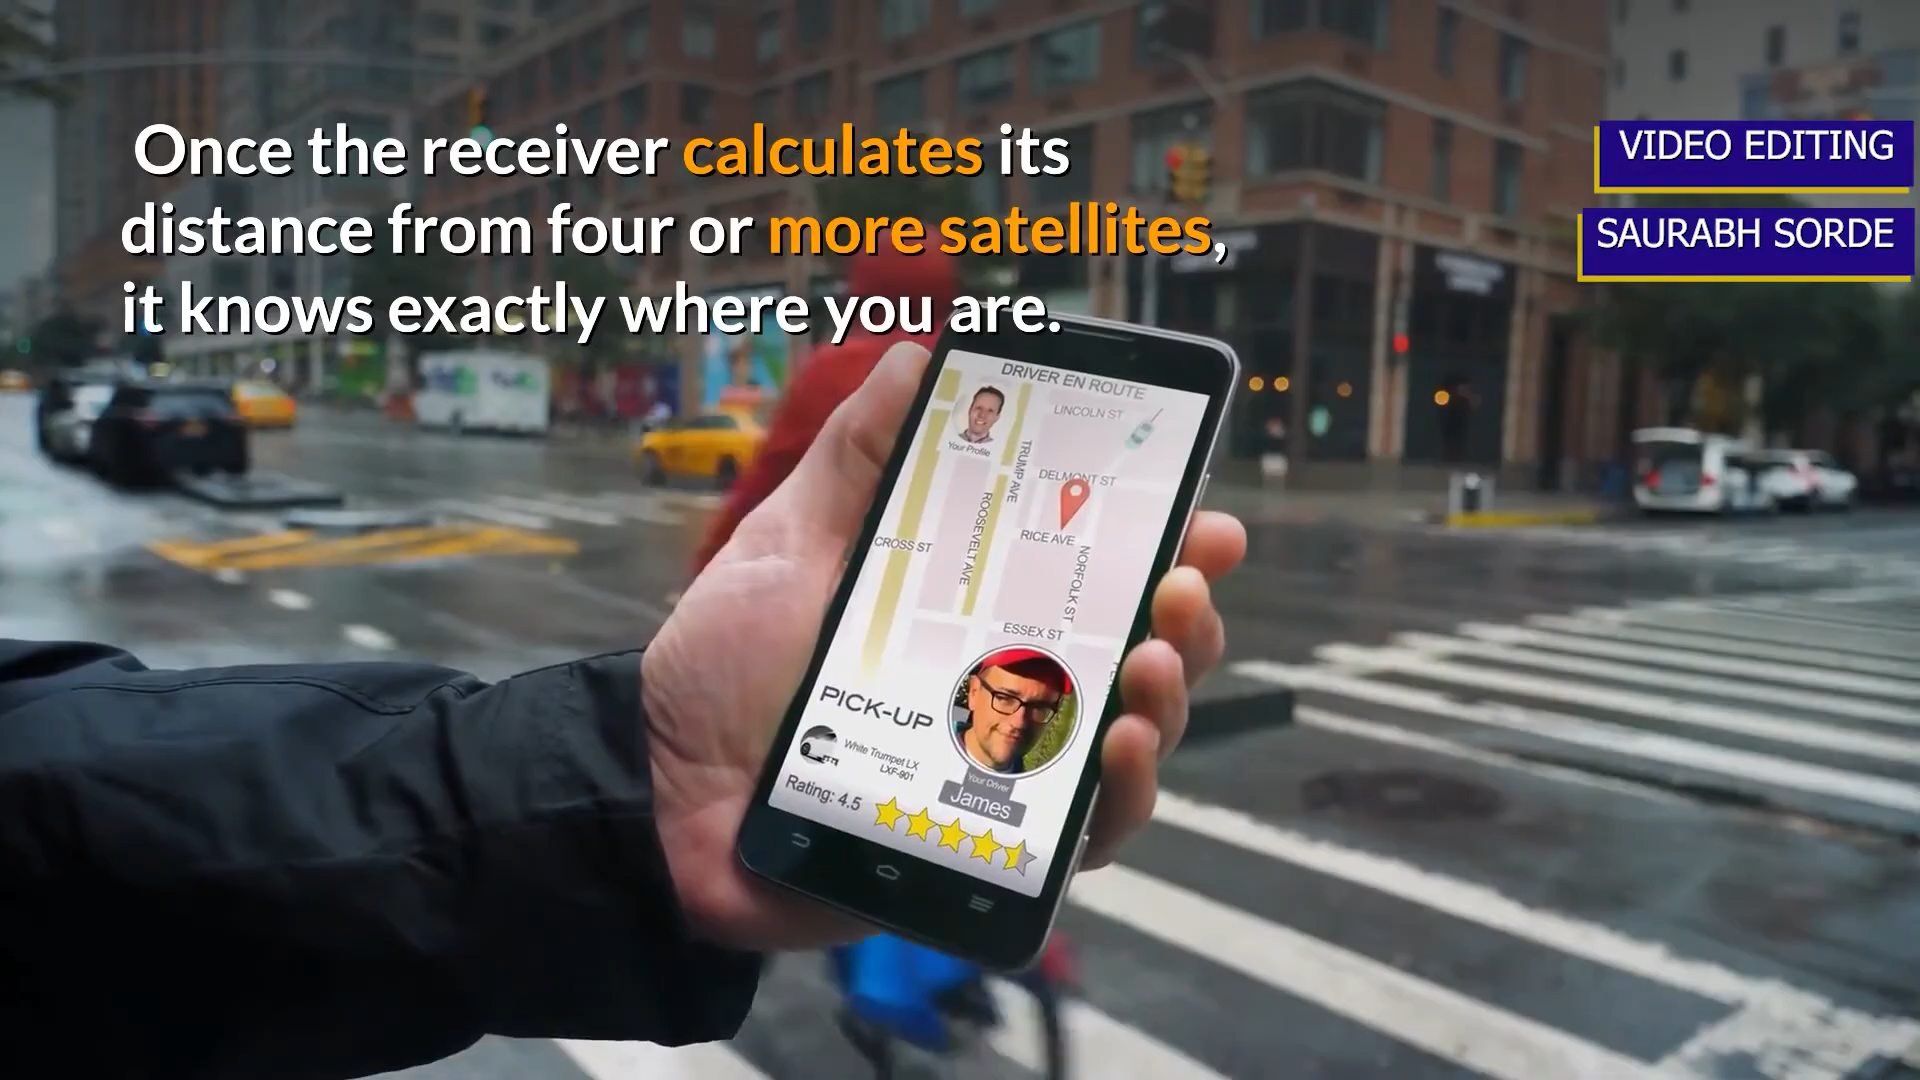 Once the receiver calculates its
distance from four or more satellites,
it knows exactly where you are.
VIDEO EDITING
SAURABH SORDE
DRIVER EN ROUTE
LINCOLN ST
Your Profile
TRUMP AVE
DELMONT ST
ROOSEVELT AVE
RICE AVE
CROSS ST
NORFOLK ST
ESSEX ST
PICK-UP
White Trumpet LX
LXF-901
Your Driver
James
Rating: 4.5